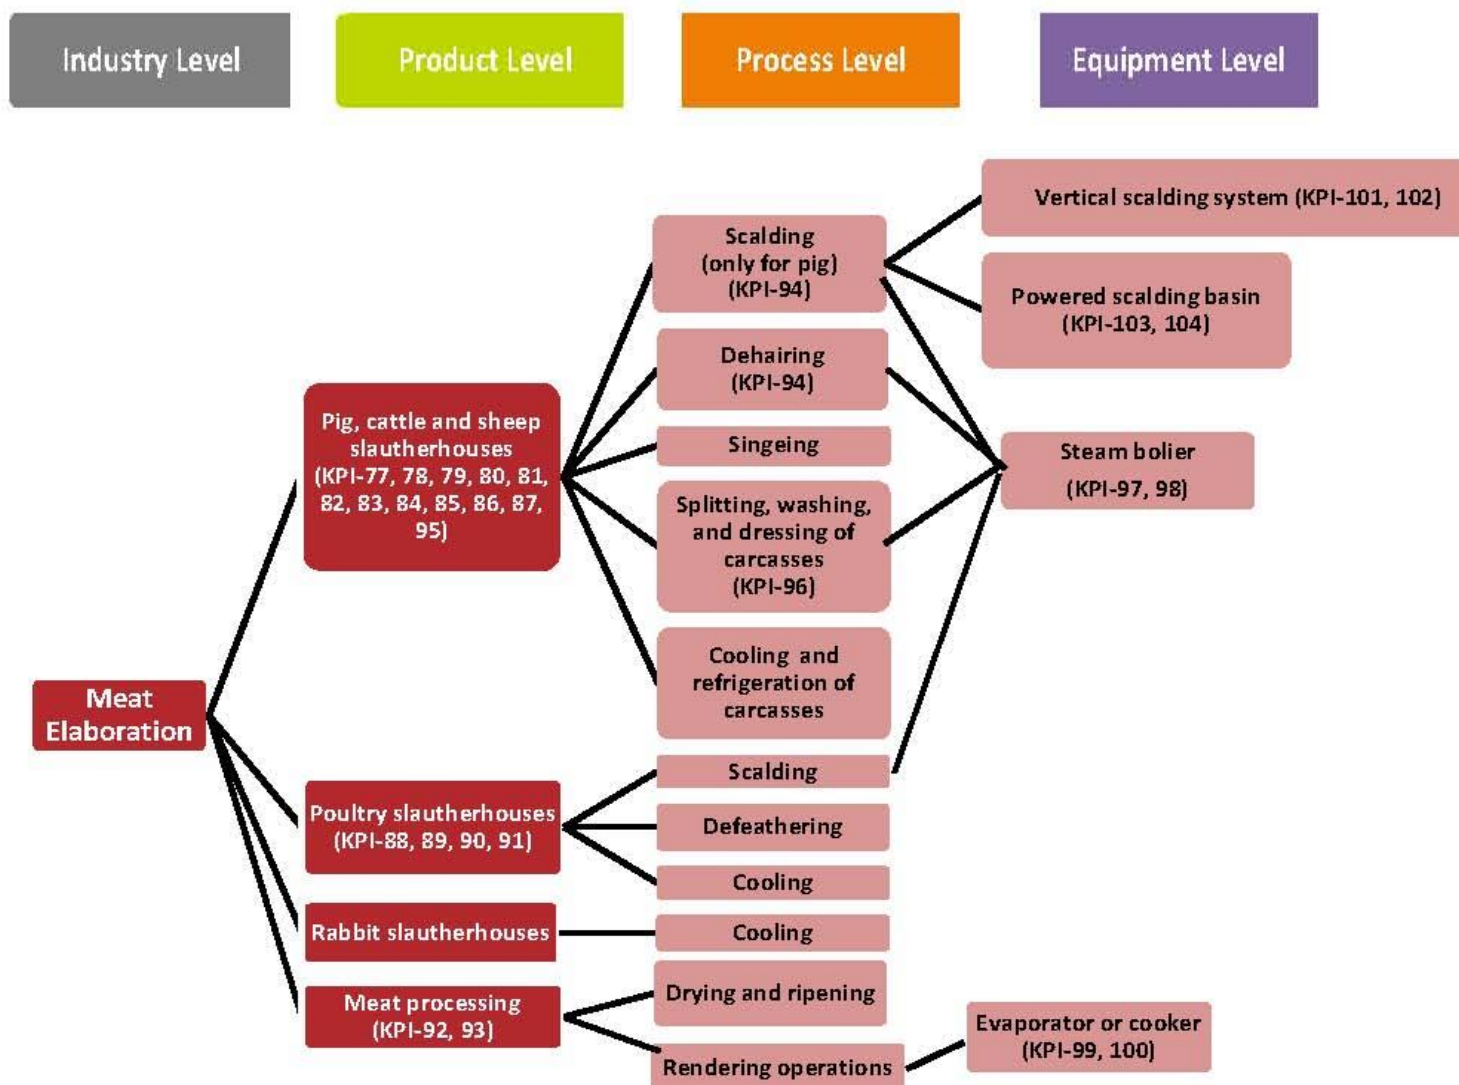 Industry Level
Product Level
Process Level
Equipment Level
Vertical scalding system (KPI-101, 102)
Scalding
(only for pig)
(KPI-94)
Powered scalding basin
(KPI-103, 104)
Dehairing
(KPI-94)
Pig, cattle and sheep
slautherhouses
(KPI-77, 78, 79, 80, 81,
82, 83, 84, 85, 86, 87,
95)
Singeing
Steam bolier
(KPI-97, 98)
Splitting, washing,
and dressing of
carcasses
(KPI-96)
Cooling and
refrigeration of
carcasses
Meat
Elaboration
Scalding
Poultry slautherhouses
(KPI-88, 89, 90, 91)
Defeathering
Cooling
Rabbit slautherhouses
Cooling
Drying and ripening
Meat processing
(KPI-92, 93)
Evaporator or cooker
(KPI-99, 100)
Rendering operations